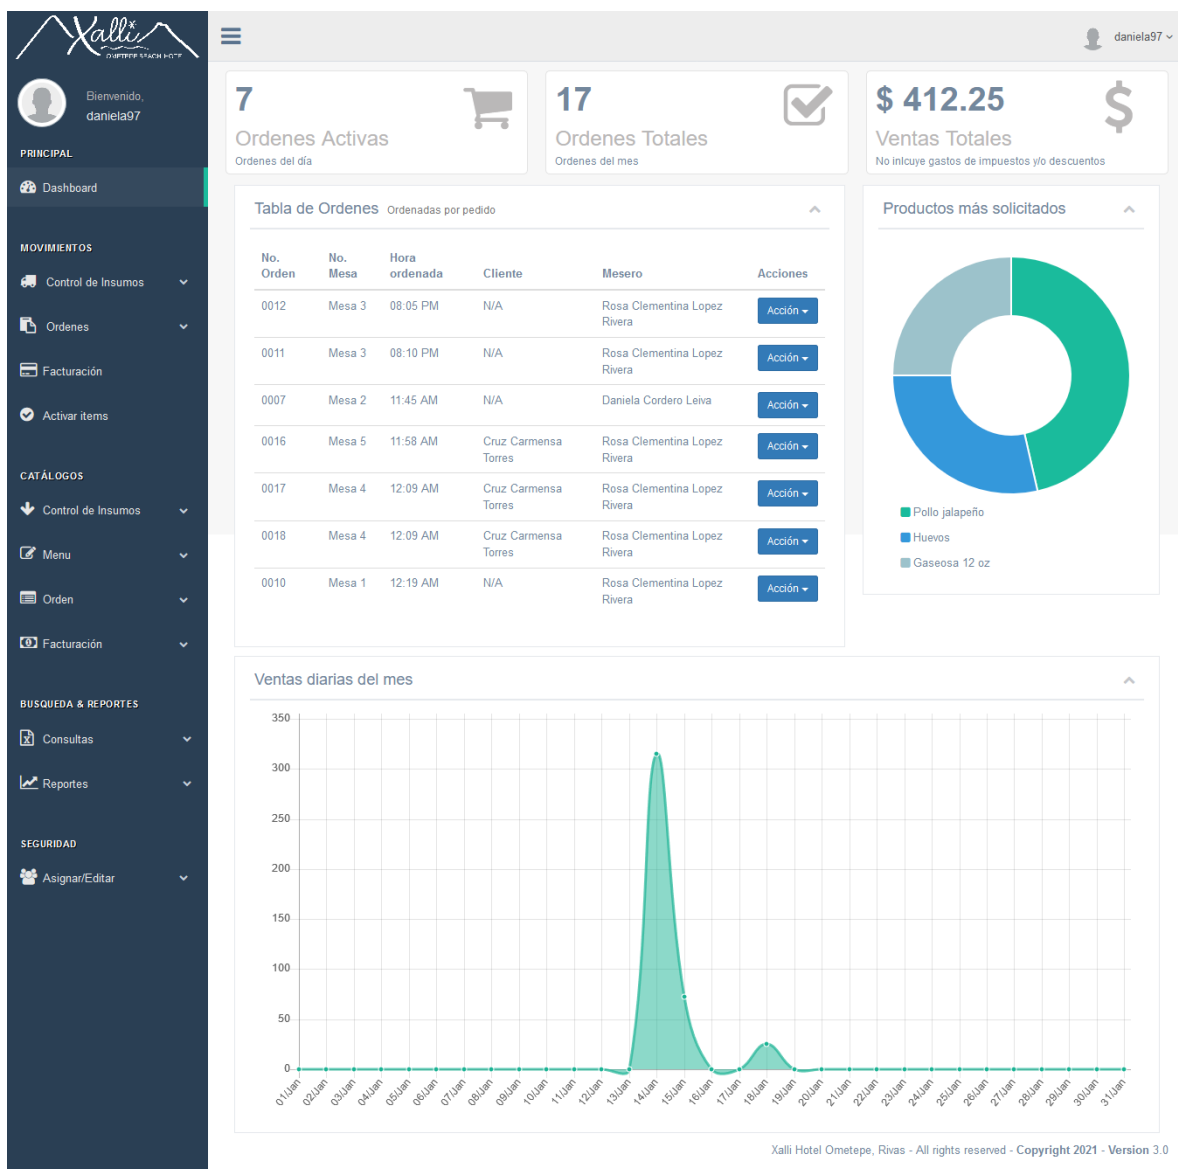 Xalli
OMETEPE BEACH HOTEL
daniela97
Bienvenido,
daniela97
PRINCIPAL
Dashboard
MOVIMIENTOS
Control de Insumos
Ordenes
Facturación
Activar items
CATÁLOGOS
Control de Insumos
Menu
Orden
Facturación
BUSQUEDA & REPORTES
Consultas
Reportes
SEGURIDAD
Asignar/Editar
7
Ordenes Activas
Ordenes del día
17
Ordenes Totales
Ordenes del mes
$ 412.25
Ventas Totales
No inlcuye gastos de impuestos y/o descuentos
Tabla de Ordenes Ordenadas por pedido
No. Orden No. Mesa Hora ordenada Cliente Mesero Acciones
0012 Mesa 3 08:05 PM N/A Rosa Clementina Lopez Rivera Acción
0011 Mesa 3 08:10 PM N/A Rosa Clementina Lopez Rivera Acción
0007 Mesa 2 11:45 AM N/A Daniela Cordero Leiva Acción
0016 Mesa 5 11:58 AM Cruz Carmensa Torres Rosa Clementina Lopez Rivera Acción
0017 Mesa 4 12:09 AM Cruz Carmensa Torres Rosa Clementina Lopez Rivera Acción
0018 Mesa 4 12:09 AM Cruz Carmensa Torres Rosa Clementina Lopez Rivera Acción
0010 Mesa 1 12:19 AM N/A Rosa Clementina Lopez Rivera Acción
Productos más solicitados
Pollo jalapeño
Huevos
Gaseosa 12 oz
Ventas diarias del mes
350
300
250
200
150
100
50
0
01/Jan 02/Jan 03/Jan 04/Jan 05/Jan 06/Jan 07/Jan 08/Jan 09/Jan 10/Jan 11/Jan 12/Jan 13/Jan 14/Jan 15/Jan 16/Jan 17/Jan 18/Jan 19/Jan 20/Jan 21/Jan 22/Jan 23/Jan 24/Jan 25/Jan 26/Jan 27/Jan 28/Jan 29/Jan 30/Jan 31/Jan
Xalli Hotel Ometepe, Rivas - All rights reserved - Copyright 2021 - Version 3.0